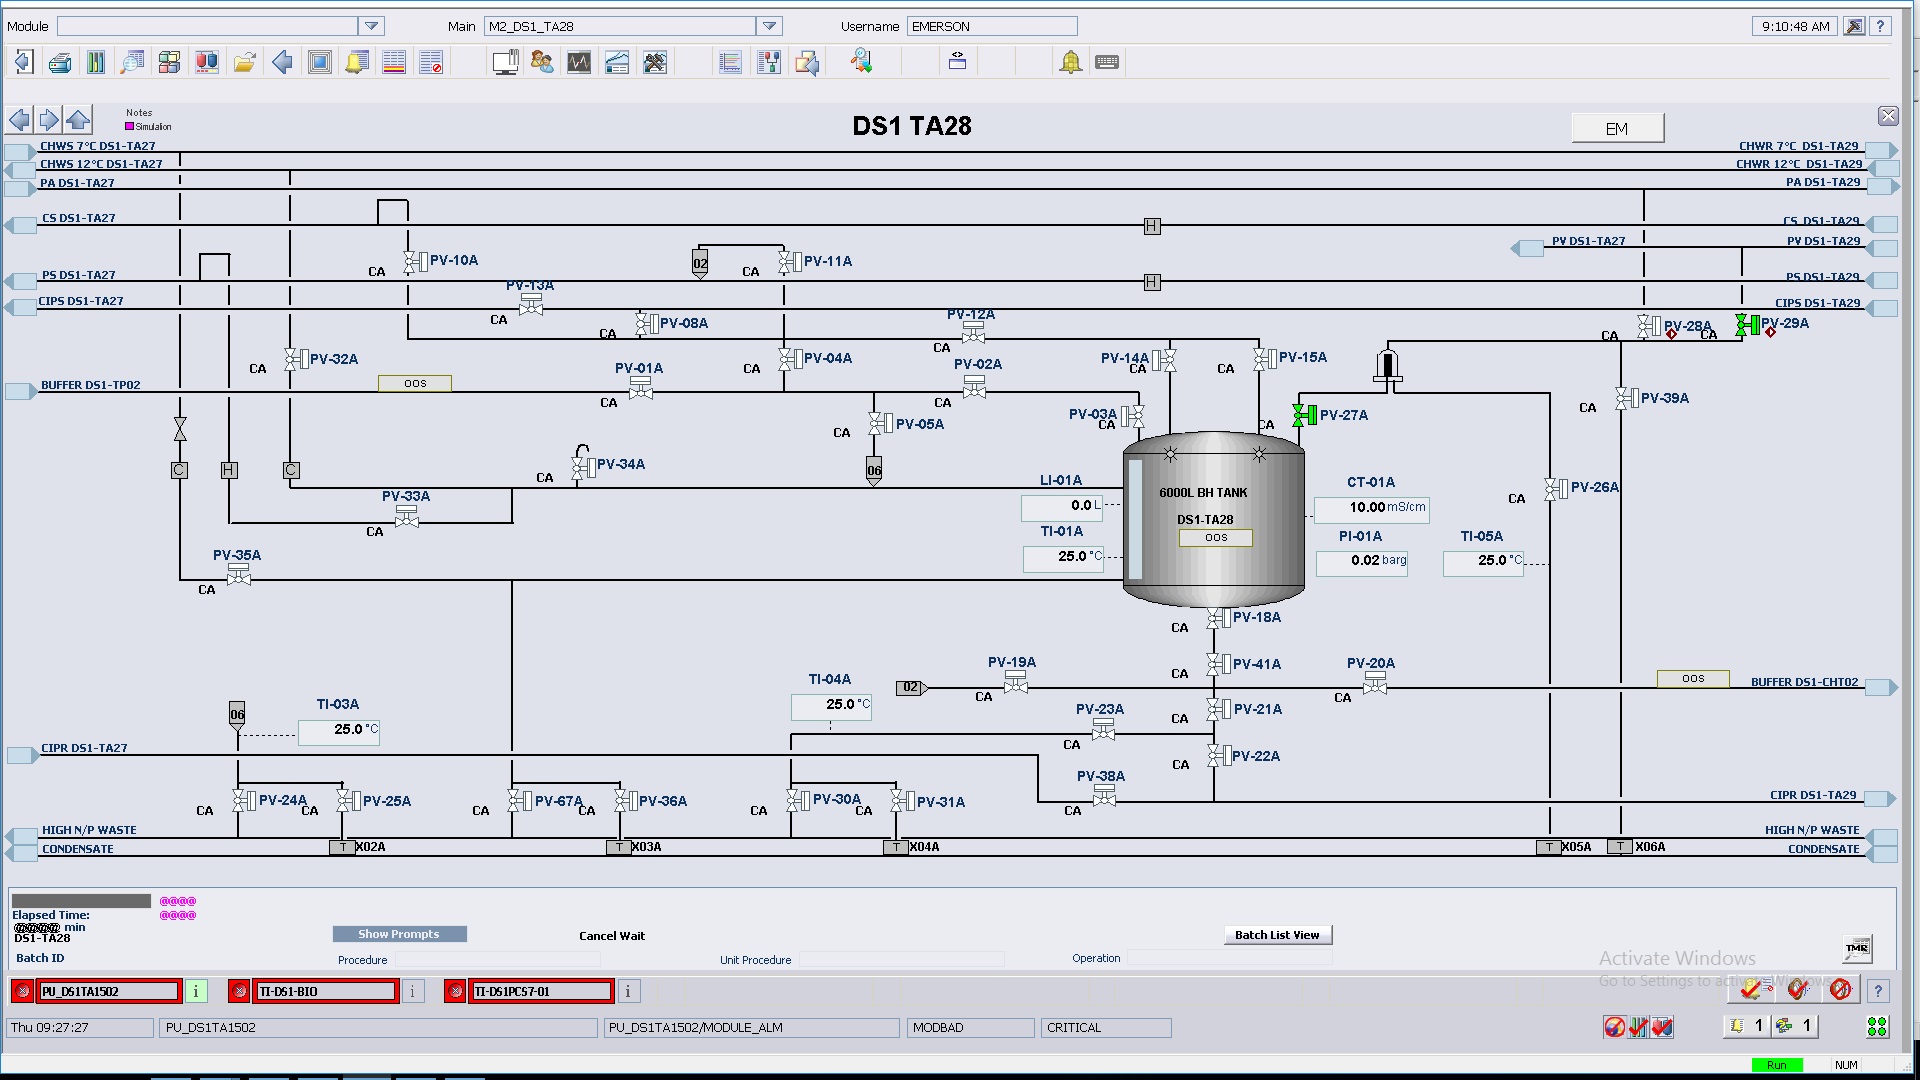 Module
Main M2_DS1_TA28
Username EMERSON
9:10:48 AM
?
Notes
Simulation
DS1 TA28
EM
CHWS 7°C DS1-TA27
CHWR 7°C DS1-TA29
CHWS 12°C DS1-TA27
CHWR 12°C DS1-TA29
PA DS1-TA27
PA DS1-TA29
CS DS1-TA27
H
CS DS1-TA29
PV DS1-TA27
PV DS1-TA29
CA PV-10A
02
CA PV-11A
PS DS1-TA27
H
PS DS1-TA29
PV-13A
CIPS DS1-TA27
CIPS DS1-TA29
CA
CA PV-08A
PV-12A
CA
CA PV-28A
CA PV-29A
CA PV-32A
PV-01A
CA PV-04A
PV-02A
PV-14A
CA
CA PV-15A
BUFFER DS1-TP02
OOS
CA
CA
CA PV-39A
PV-03A
CA
CA PV-27A
CA PV-05A
C
H
C
CA PV-34A
06
LI-01A
0.0 L
6000L BH TANK
DS1-TA28
OOS
CT-01A
10.00 mS/cm
CA PV-26A
PV-33A
CA
TI-01A
25.0 °C
PI-01A
0.02 barg
TI-05A
25.0 °C
PV-35A
CA
CA PV-18A
PV-19A
CA
CA PV-41A
PV-20A
CA
TI-04A
25.0 °C
02
OOS
BUFFER DS1-CHT02
06
TI-03A
25.0 °C
PV-23A
CA
CA PV-21A
CIPR DS1-TA27
CA PV-22A
PV-38A
CA
CIPR DS1-TA29
CA PV-24A
CA PV-25A
CA PV-67A
CA PV-36A
CA PV-30A
CA PV-31A
HIGH N/P WASTE
HIGH N/P WASTE
CONDENSATE
T X02A
T X03A
T X04A
T X05A
T X06A
CONDENSATE
@@@@
Elapsed Time: @@@@
@@@@ min
DS1-TA28
Show Prompts
Cancel Wait
Batch List View
TMR
Batch ID
Procedure
Unit Procedure
Operation
Activate Windows
Go to Settings to activate Windows.
PU_DS1TA1502 i
TI-DS1-BIO i
TI-DS1PCS7-01 i
?
Thu 09:27:27
PU_DS1TA1502
PU_DS1TA1502/MODULE_ALM
MODBAD
CRITICAL
1
1
Run
NUM